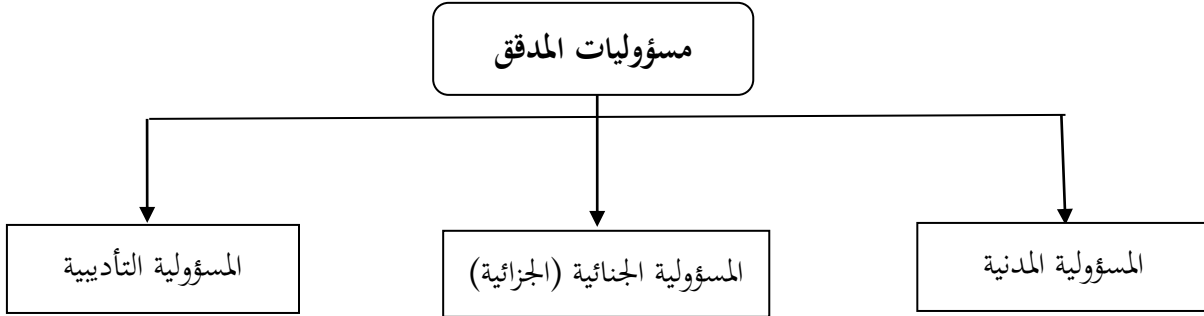 مسؤوليات المدقق
المسؤولية المدنية
المسؤولية الجنائية (الجزائية)
المسؤولية التأديبية